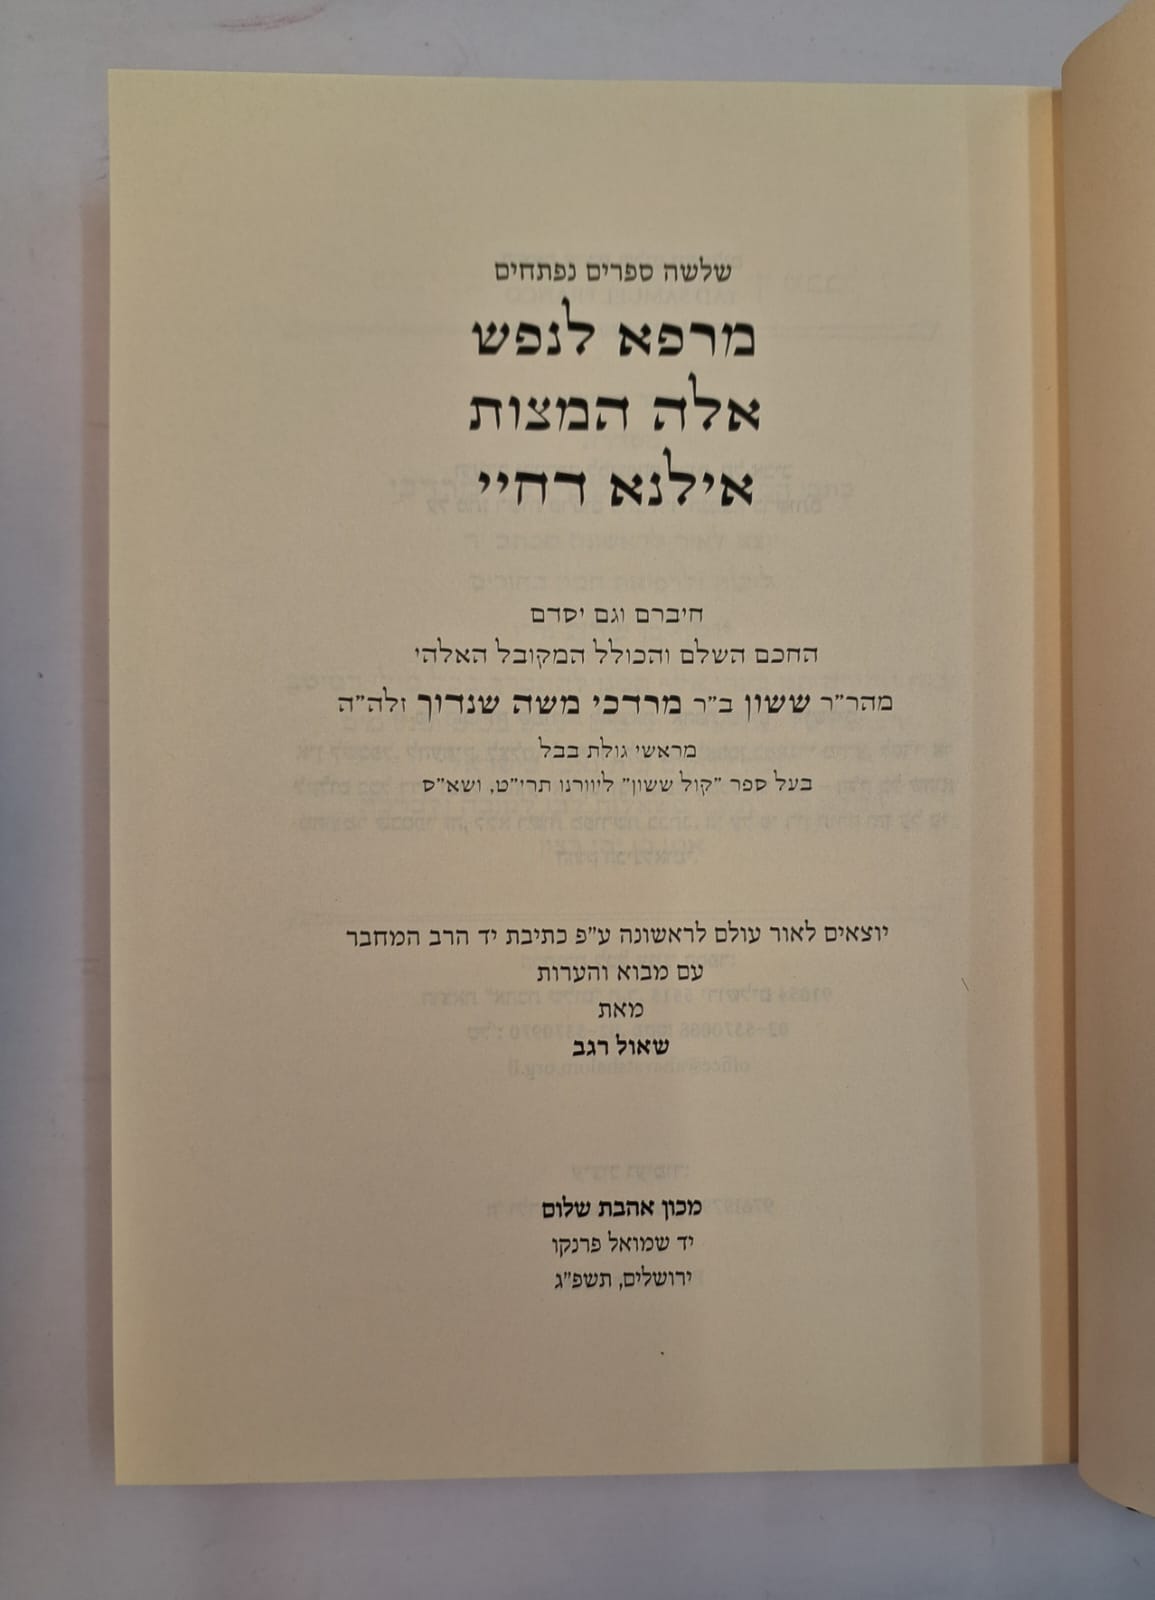 שלשה ספרים נפתחים
מרפא לנפש
אלה המצות
אילנא דחיי
חיברם וגם יסדם
החכם השלם והכולל המקובל האלהי
מהר״ר ששון ב״ר מרדכי משה שנדוך זלה״ה
מראשי גולת בבל
בעל ספר ״קול ששון״ ליוורנו תרי״ט, ושא״ס
יוצאים לאור עולם לראשונה ע״פ כתיבת יד הרב המחבר
עם מבוא והערות
מאת
שאול רגב
מכון אהבת שלום
יד שמואל פרנקו
ירושלים, תשפ״ג